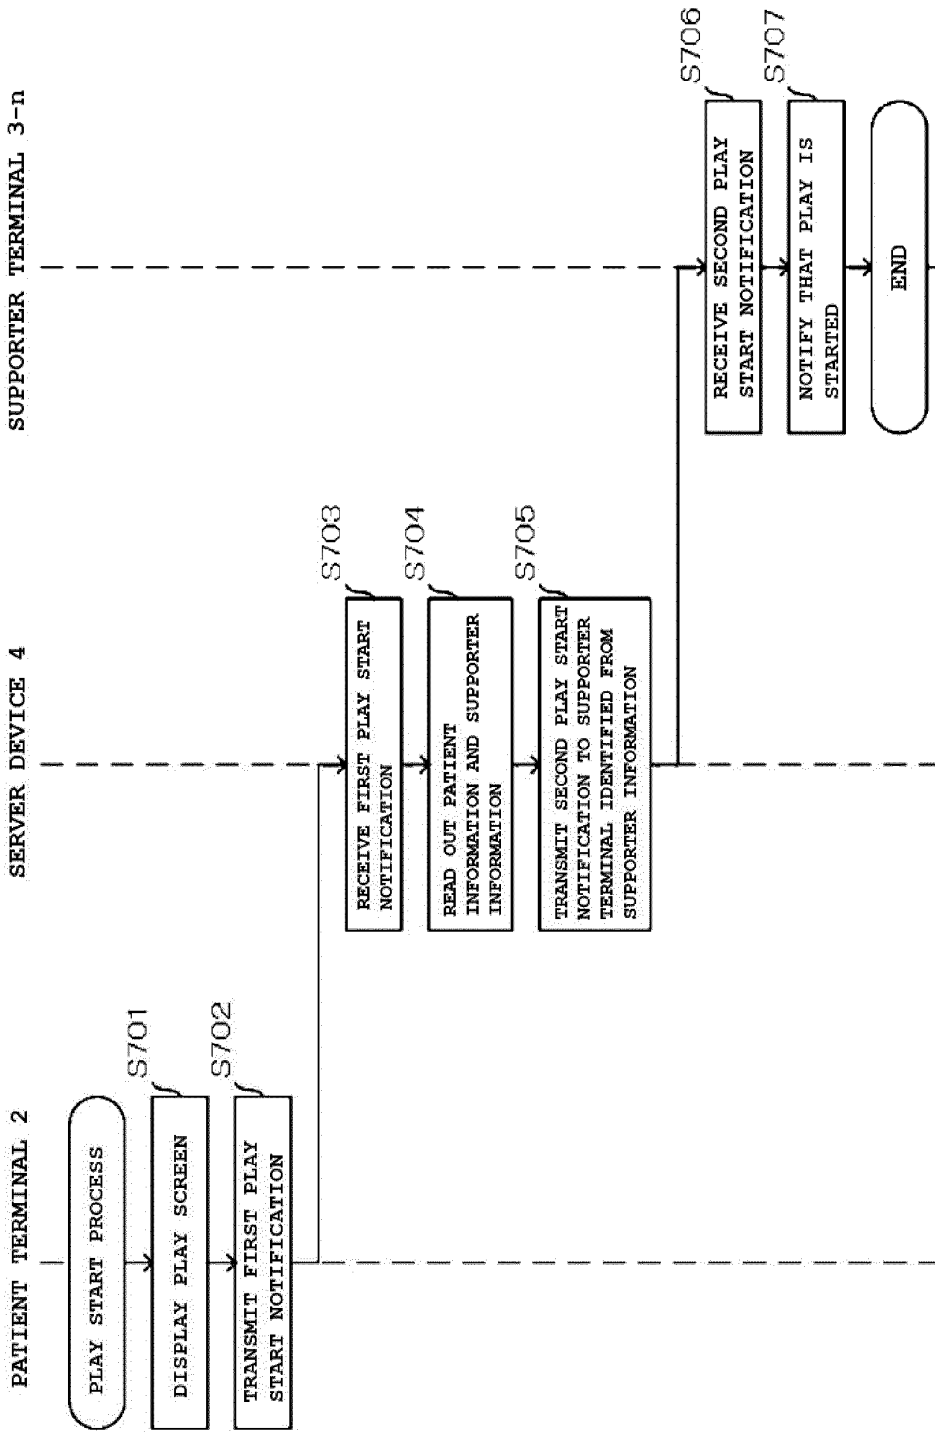 PATIENT TERMINAL 2
SERVER DEVICE 4
SUPPORTER TERMINAL 3-n
PLAY START PROCESS
S701
DISPLAY PLAY SCREEN
S702
TRANSMIT FIRST PLAY
START NOTIFICATION
S703
RECEIVE FIRST PLAY START
NOTIFICATION
S704
READ OUT PATIENT
INFORMATION AND SUPPORTER
INFORMATION
S705
TRANSMIT SECOND PLAY START
NOTIFICATION TO SUPPORTER
TERMINAL IDENTIFIED FROM
SUPPORTER INFORMATION
S706
RECEIVE SECOND PLAY
START NOTIFICATION
S707
NOTIFY THAT PLAY IS
STARTED
END